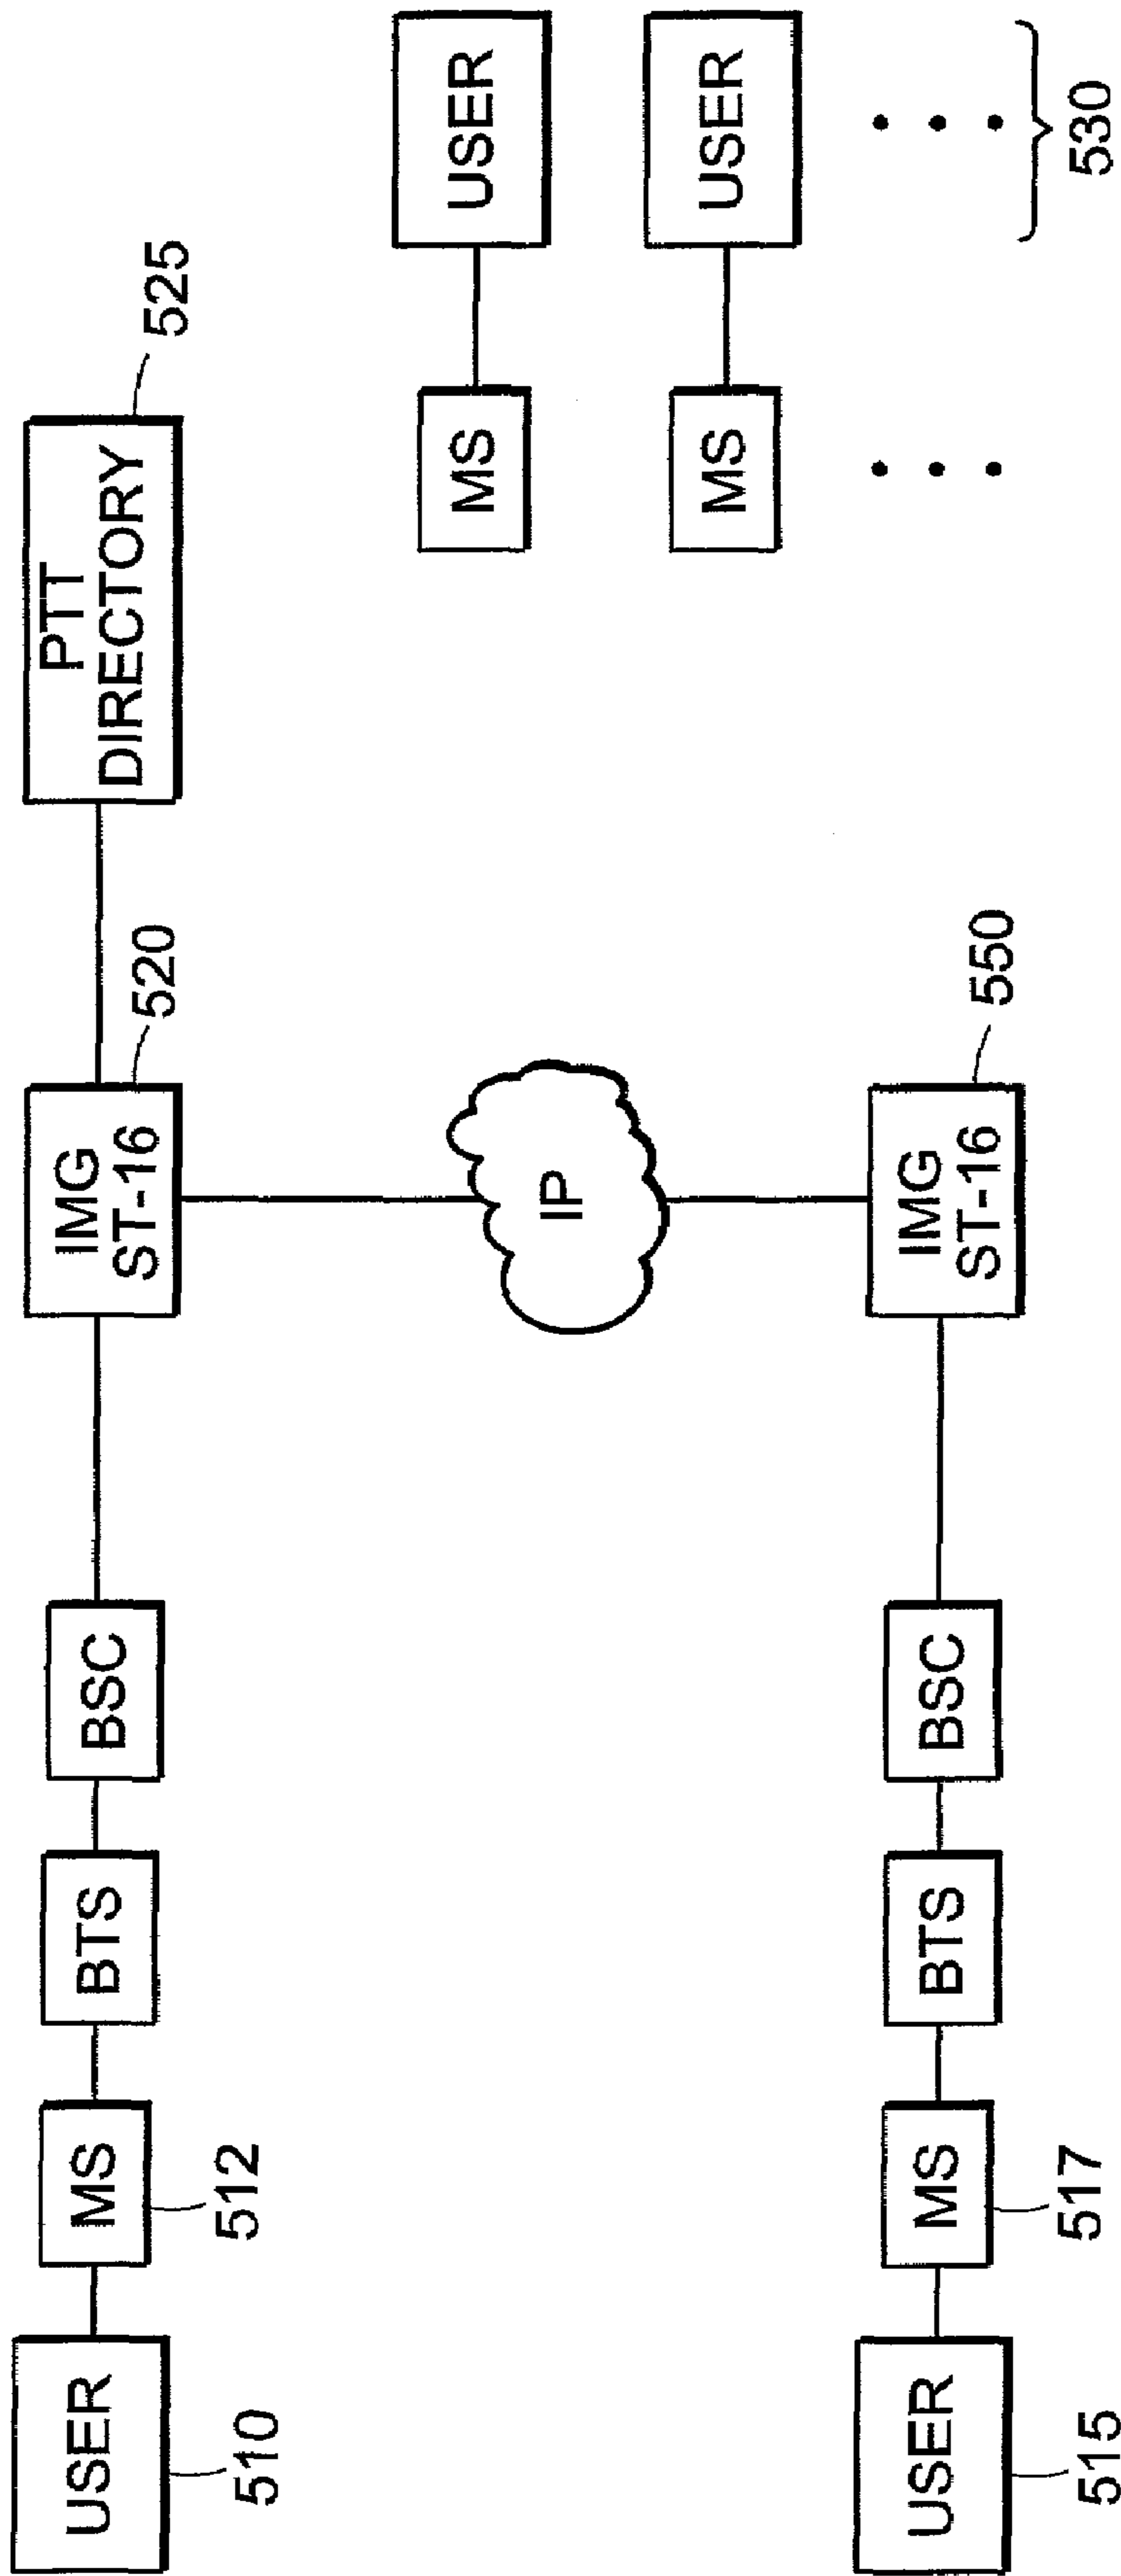 USER
510
MS
512
BTS
BSC
IMG
ST-16
520
PTT
DIRECTORY
525
IP
MS
USER
MS
USER
530
USER
515
MS
517
BTS
BSC
IMG
ST-16
550